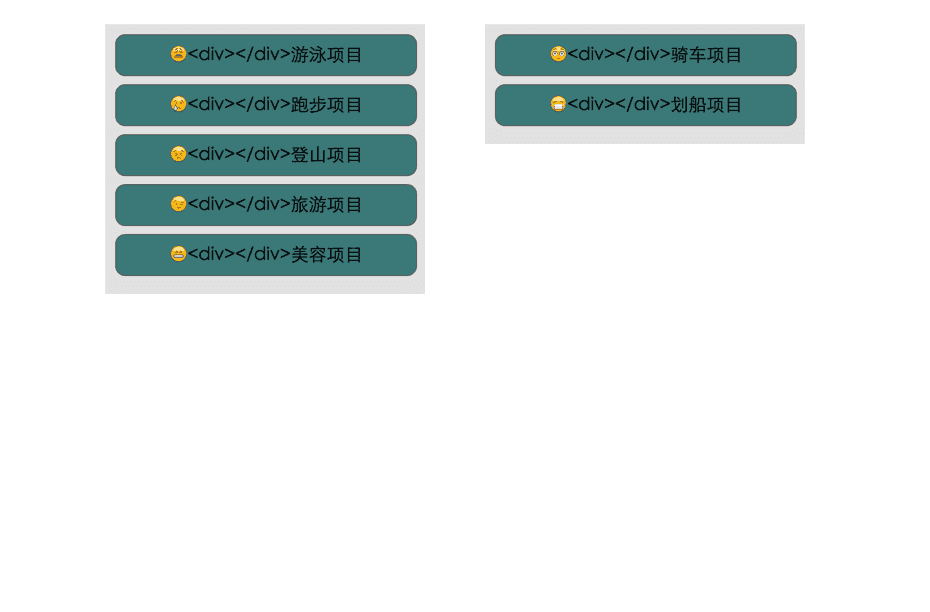 😩<div></div>游泳项目
😢<div></div>跑步项目
😠<div></div>登山项目
😏<div></div>旅游项目
😁<div></div>美容项目
😳<div></div>骑车项目
😷<div></div>划船项目